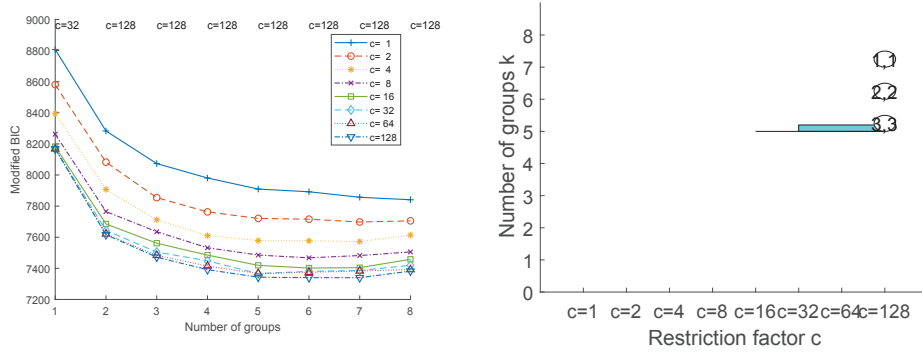 c=32 c=128 c=128 c=128 c=128 c=128 c=128 c=128
9000
8800
8600
8400
8200
8000
7800
7600
7400
7200
Modified BIC
c= 1
c= 2
c= 4
c= 8
c= 16
c= 32
c= 64
c=128
1 2 3 4 5 6 7 8
Number of groups
8
7
6
5
4
3
2
1
0
Number of groups k
1,1
2,2
3,3
c=1 c=2 c=4 c=8 c=16 c=32 c=64 c=128
Restriction factor c